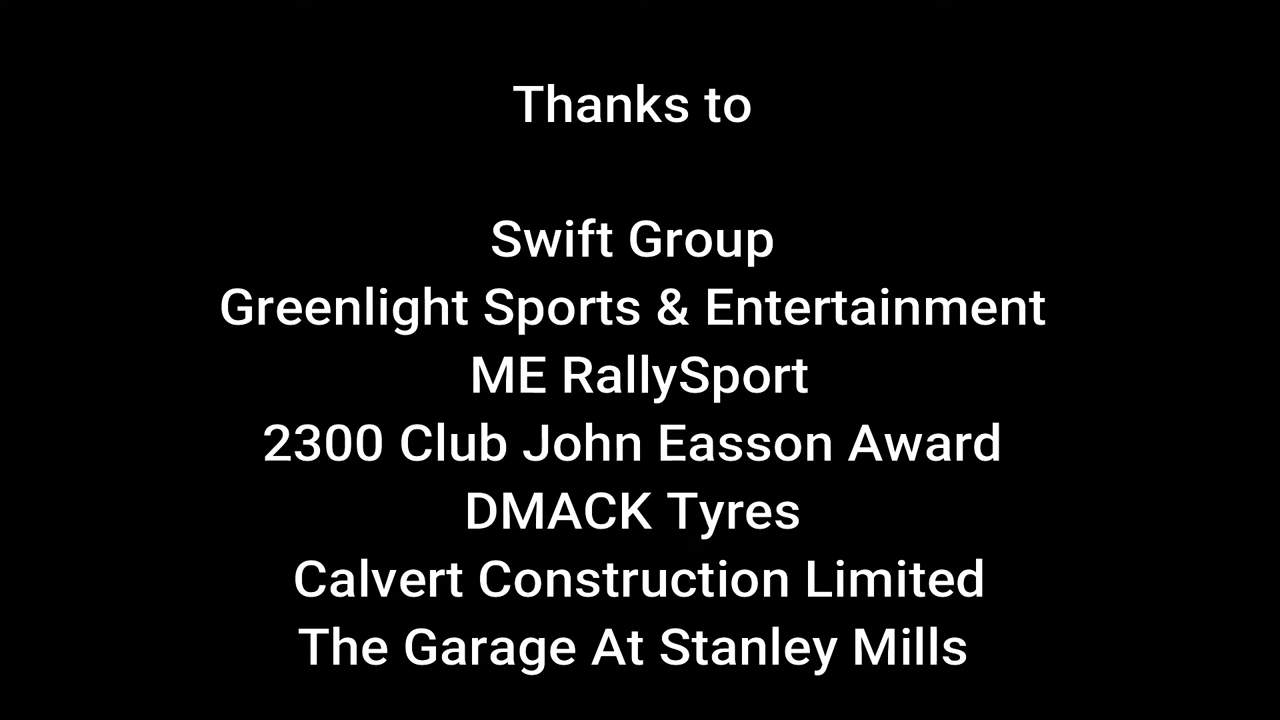 Thanks to
Swift Group
Greenlight Sports & Entertainment
ME RallySport
2300 Club John Easson Award
DMACK Tyres
Calvert Construction Limited
The Garage At Stanley Mills